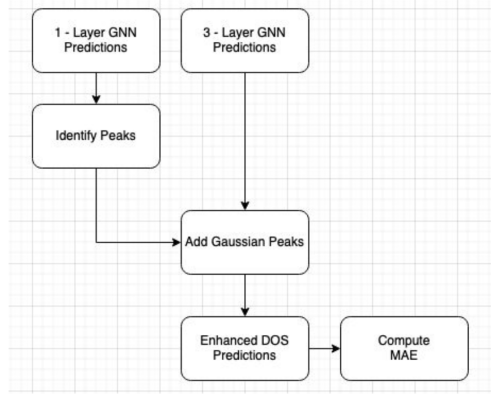 1 - Layer GNN
Predictions
3 - Layer GNN
Predictions
Identify Peaks
Add Gaussian Peaks
Enhanced DOS
Predictions
Compute
MAE